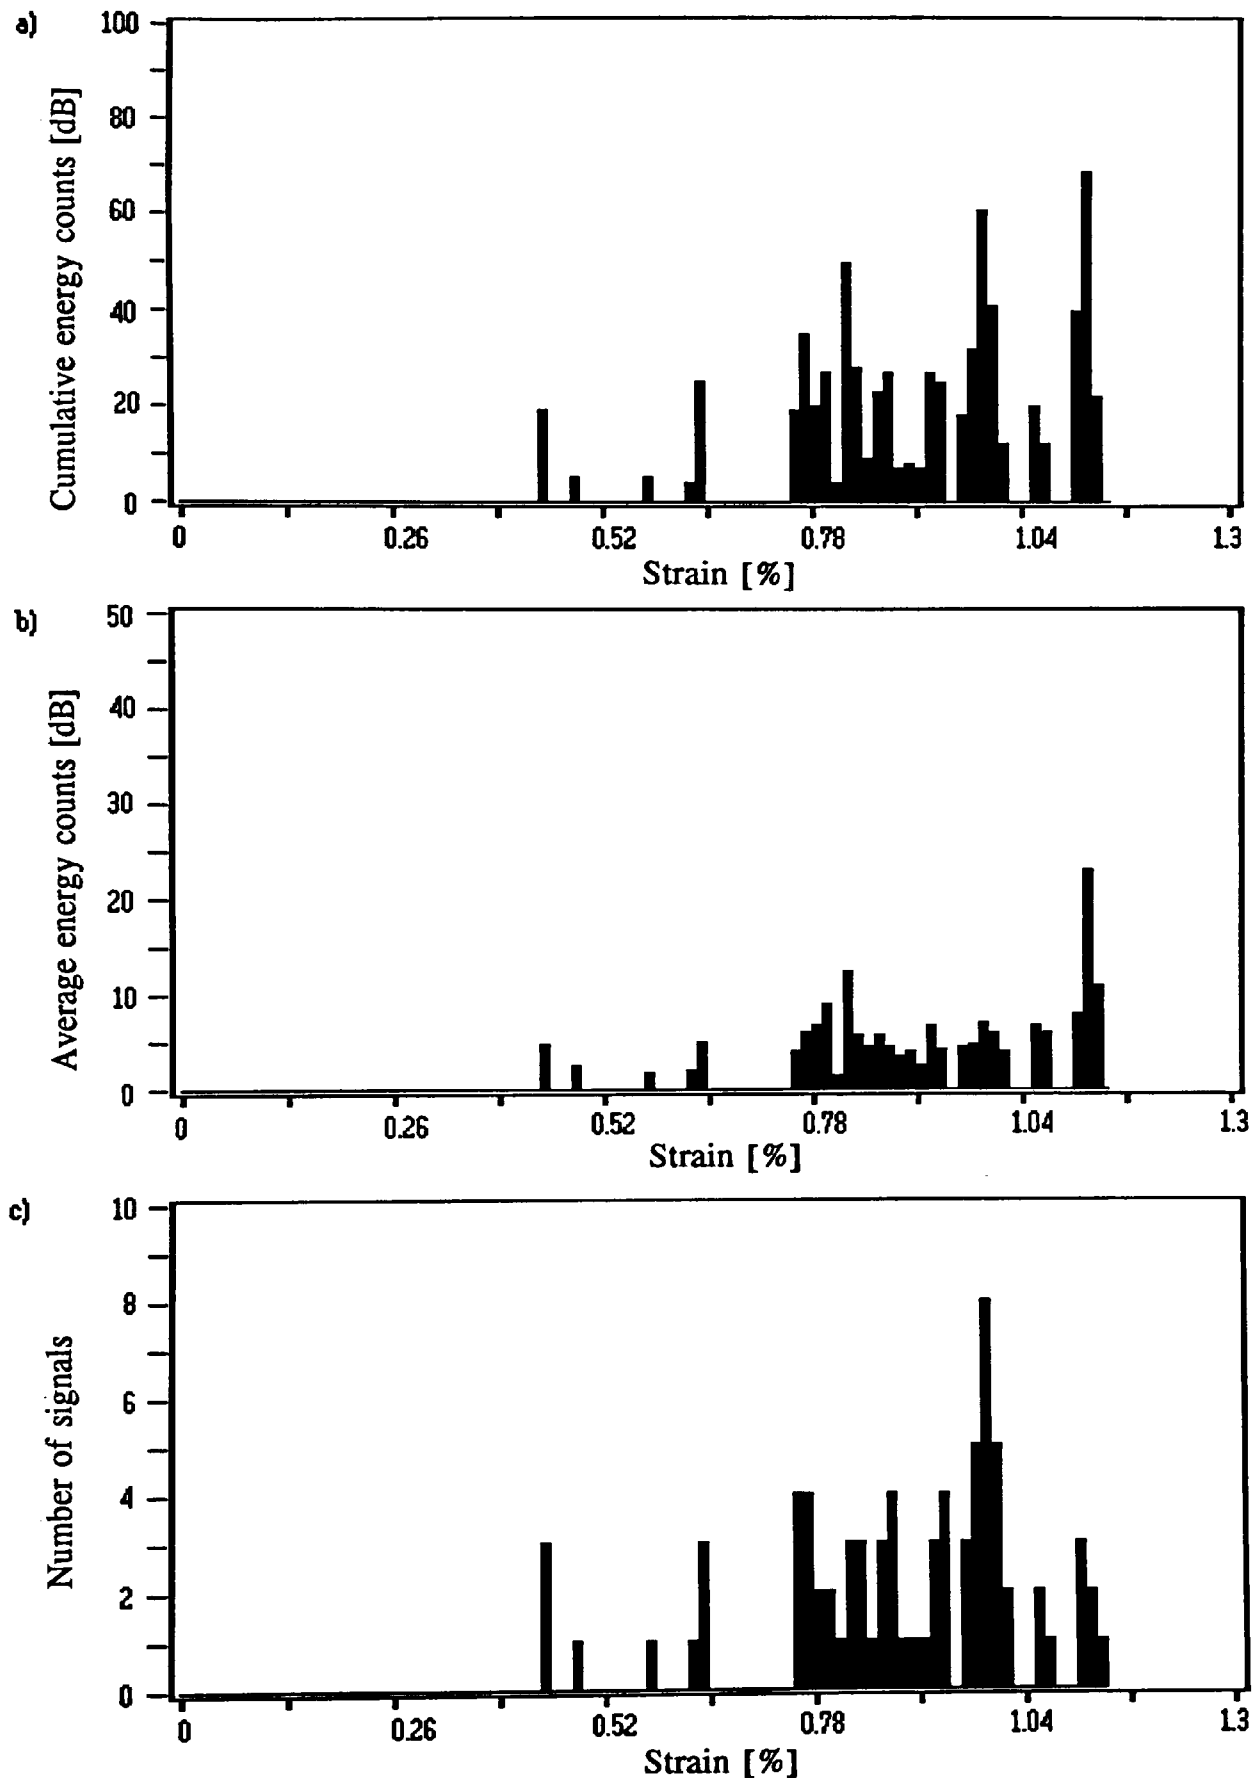 a)
100
80
60
40
20
0
Cumulative energy counts [dB]
0 0.26 0.52 0.78 1.04 1.3
Strain [%]
b)
50
40
30
20
10
0
Average energy counts [dB]
0 0.26 0.52 0.78 1.04 1.3
Strain [%]
c)
10
8
6
4
2
0
Number of signals
0 0.26 0.52 0.78 1.04 1.3
Strain [%]